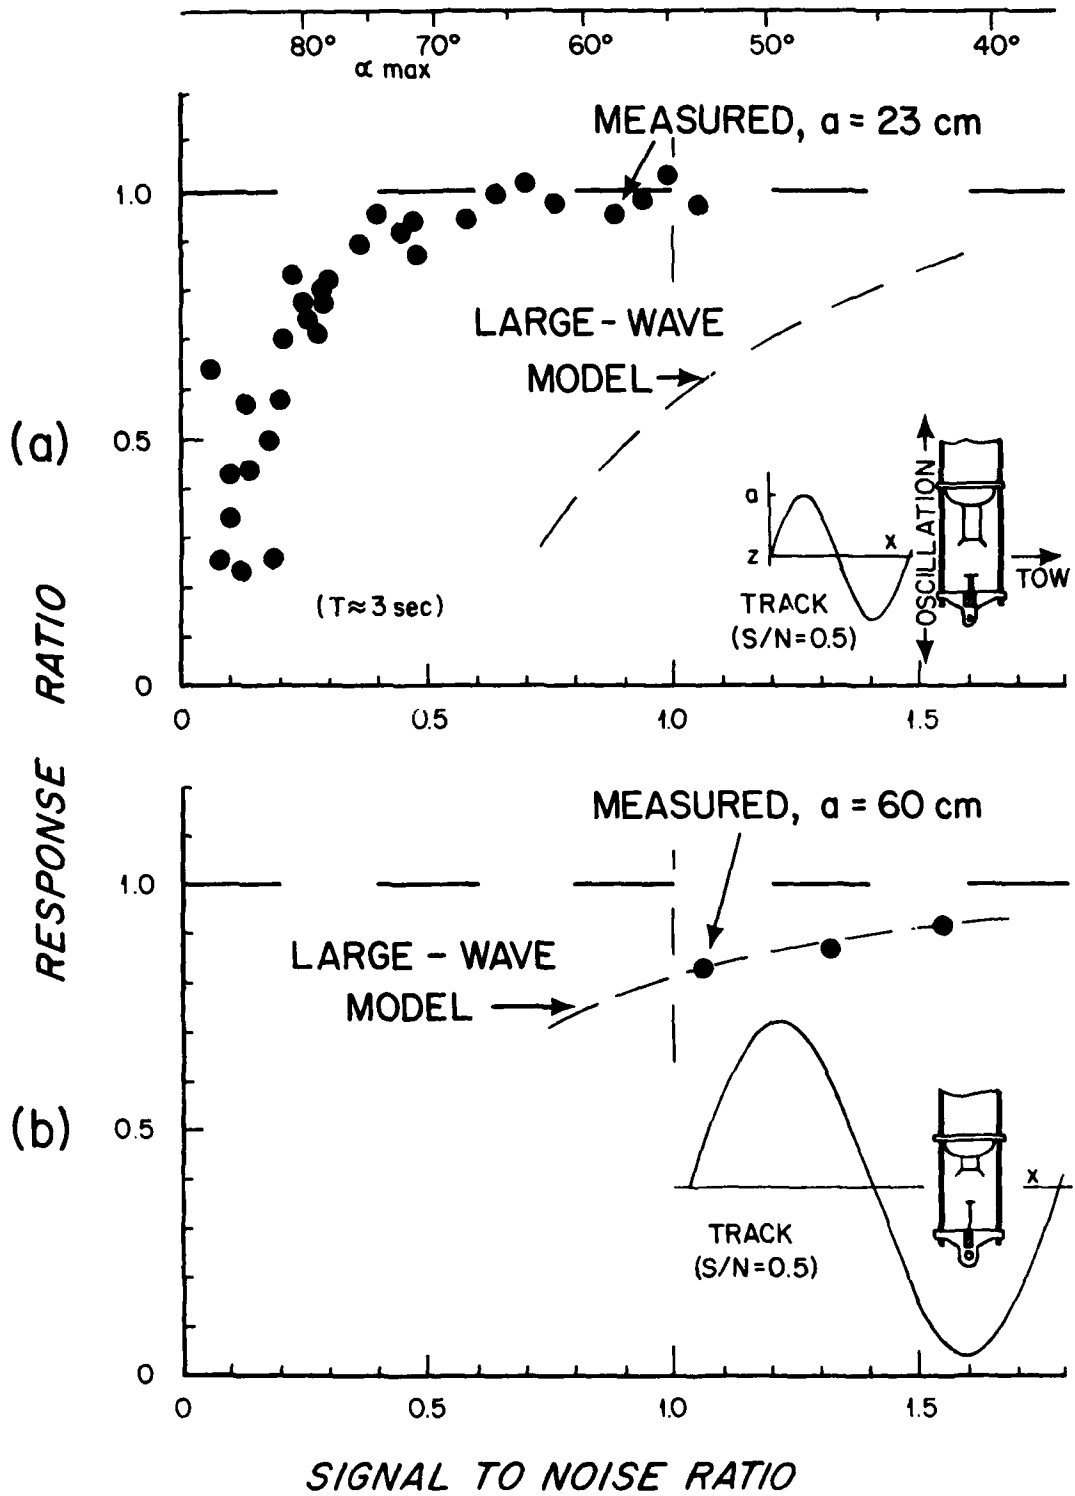 80° 70° 60° 50° 40°
α max
MEASURED, a = 23 cm
1.0
LARGE-WAVE
MODEL
(a)
0.5
a
z
x
OSCILLATION
TOW
TRACK
(S/N=0.5)
(T≈3 sec)
0
0 0.5 1.0 1.5
RESPONSE RATIO
MEASURED, a = 60 cm
1.0
LARGE-WAVE
MODEL
(b)
0.5
x
TRACK
(S/N=0.5)
0
0 0.5 1.0 1.5
SIGNAL TO NOISE RATIO